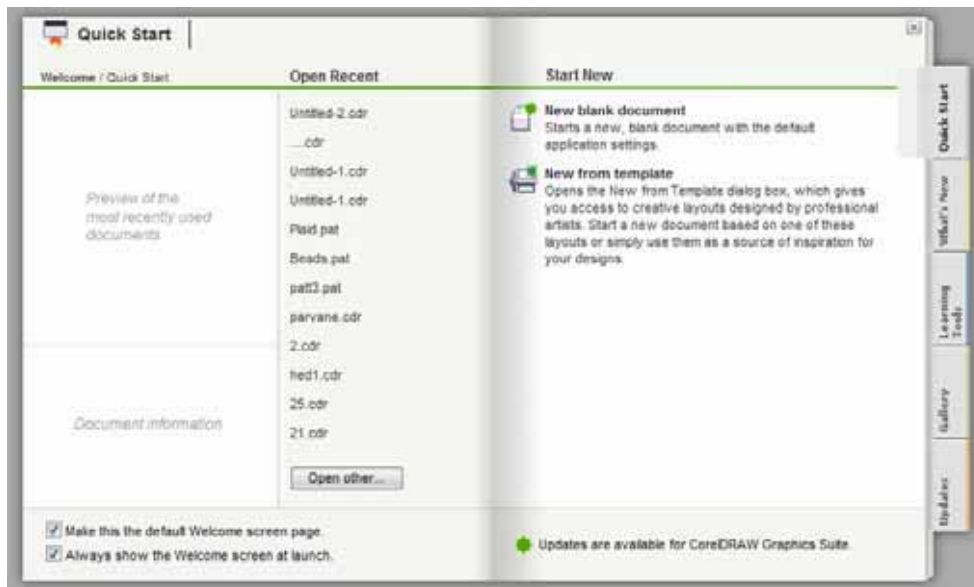 Quick Start
Welcome / Quick Start
Open Recent
Start New
Preview of the
most recently used
documents
Document information
Untitled-2.cdr
....cdr
Untitled-1.cdr
Untitled-1.cdr
Plaid.pat
Beads.pat
patt3.pat
parvane.cdr
2.cdr
hed1.cdr
25.cdr
21.cdr
Open other...
New blank document
Starts a new, blank document with the default
application settings.
New from template
Opens the New from Template dialog box, which gives
you access to creative layouts designed by professional
artists. Start a new document based on one of these
layouts or simply use them as a source of inspiration for
your designs.
Make this the default Welcome screen page.
Always show the Welcome screen at launch.
Updates are available for CorelDRAW Graphics Suite.
Quick Start
What's New
Learning
Tools
Gallery
Updates